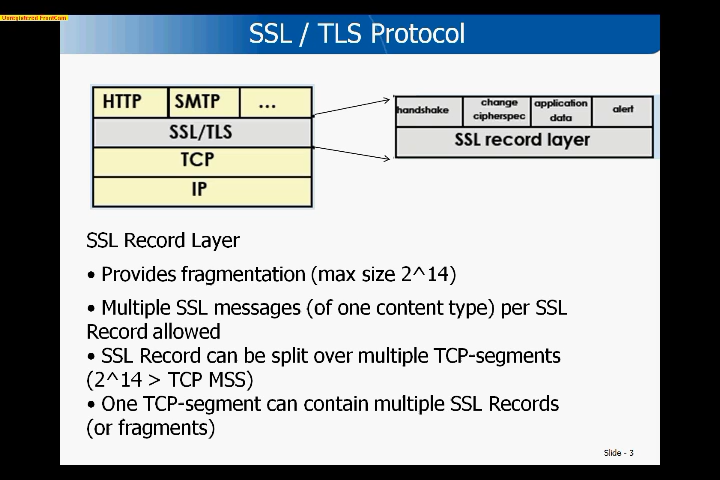 Unregistered FrontCam
SSL / TLS Protocol
HTTP SMTP ...
SSL/TLS
TCP
IP
handshake change cipherspec application data alert
SSL record layer
SSL Record Layer
• Provides fragmentation (max size 2^14)
• Multiple SSL messages (of one content type) per SSL
Record allowed
• SSL Record can be split over multiple TCP-segments
(2^14 > TCP MSS)
• One TCP-segment can contain multiple SSL Records
(or fragments)
Slide - 3